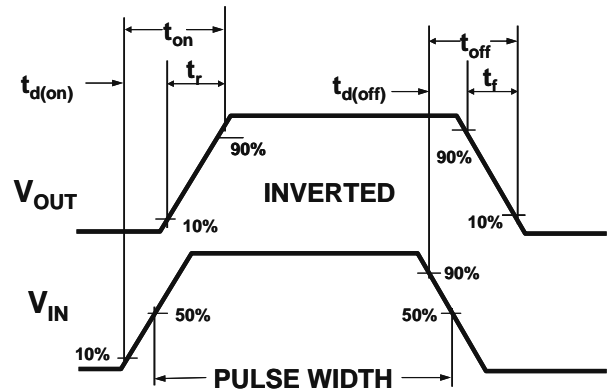 t_on
t_off
t_d(on)
t_r
t_d(off)
t_f
90%
90%
V_OUT
INVERTED
10%
10%
90%
V_IN
50%
50%
10%
PULSE WIDTH